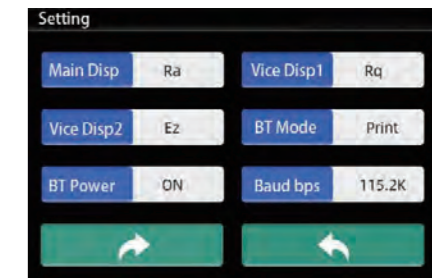 Setting
Main Disp Ra Vice Disp1 Rq
Vice Disp2 Ez BT Mode Print
BT Power ON Baud bps 115.2K